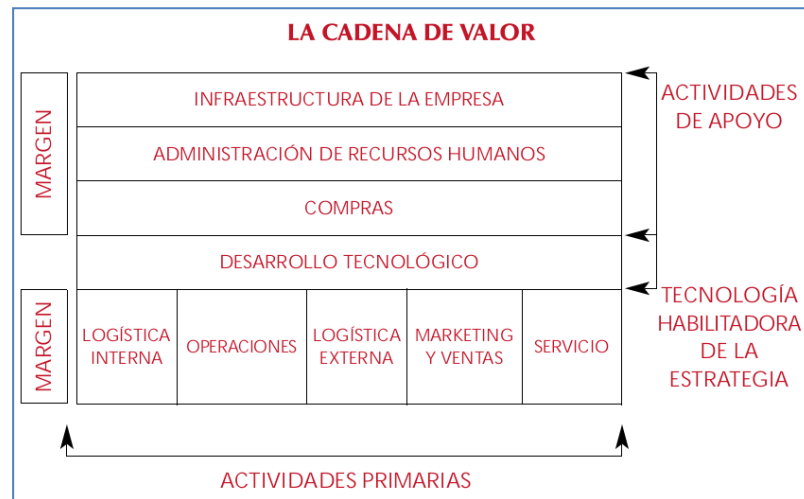 LA CADENA DE VALOR
MARGEN
INFRAESTRUCTURA DE LA EMPRESA
ADMINISTRACIÓN DE RECURSOS HUMANOS
COMPRAS
ACTIVIDADES
DE APOYO
DESARROLLO TECNOLÓGICO
MARGEN
LOGÍSTICA
INTERNA
OPERACIONES
LOGÍSTICA
EXTERNA
MARKETING
Y VENTAS
SERVICIO
TECNOLOGÍA
HABILITADORA
DE LA
ESTRATEGIA
ACTIVIDADES PRIMARIAS